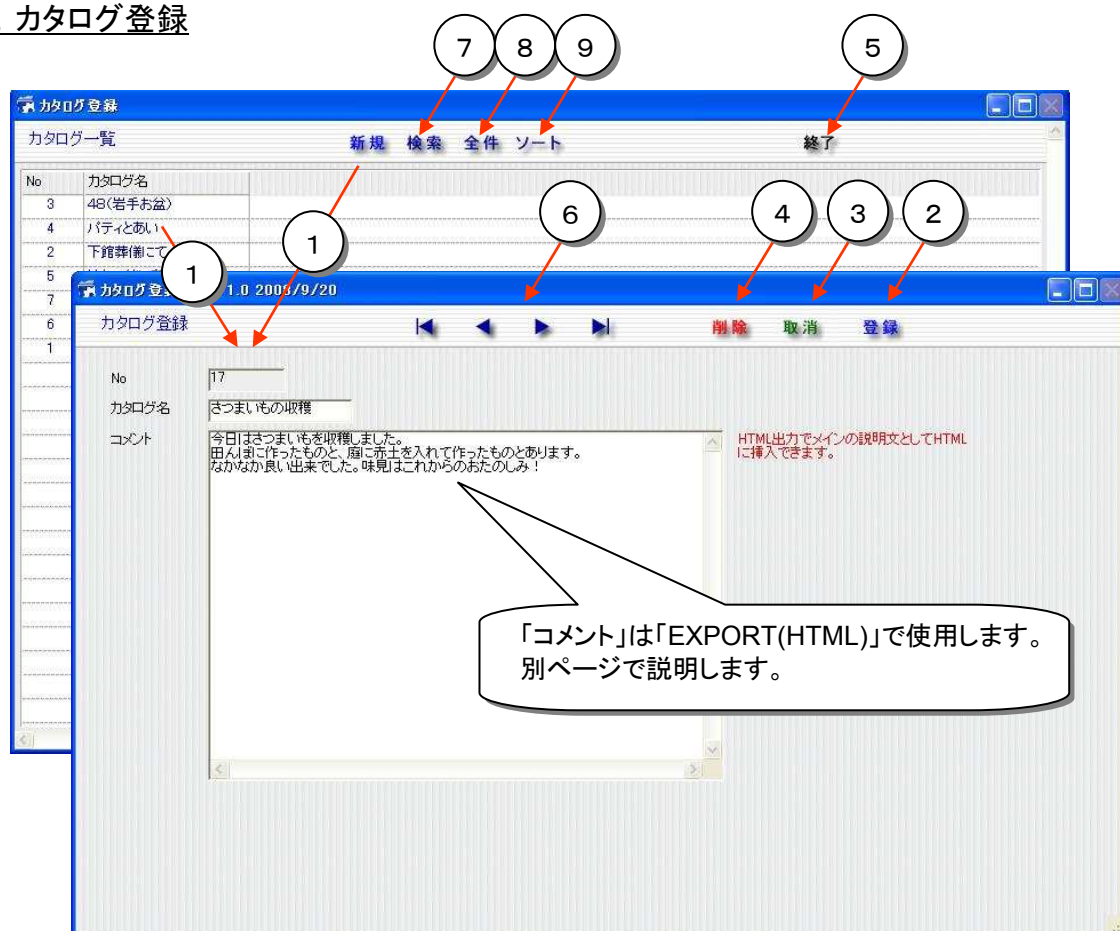 カタログ登録
7 8 9 5
カタログ登録
カタログ一覧 新規 検索 全件 ソート 終了
No カタログ名
3 48(岩手お盆)
4 パティとあい
2 下館葬儀にて
5
7
6
1
6 4 3 2
1
1
カタログ登 1.0 2008/9/20
カタログ登録 削除 取消 登録
No 17
カタログ名 さつまいもの収穫
コメント
今日はさつまいもを収穫しました。
田んぼに作ったものと、庭に赤土を入れて作ったものとあります。
なかなか良い出来でした。味見はこれからのおたのしみ！
HTML出力でメインの説明文としてHTML
に挿入できます。
「コメント」は「EXPORT(HTML)」で使用します。
別ページで説明します。